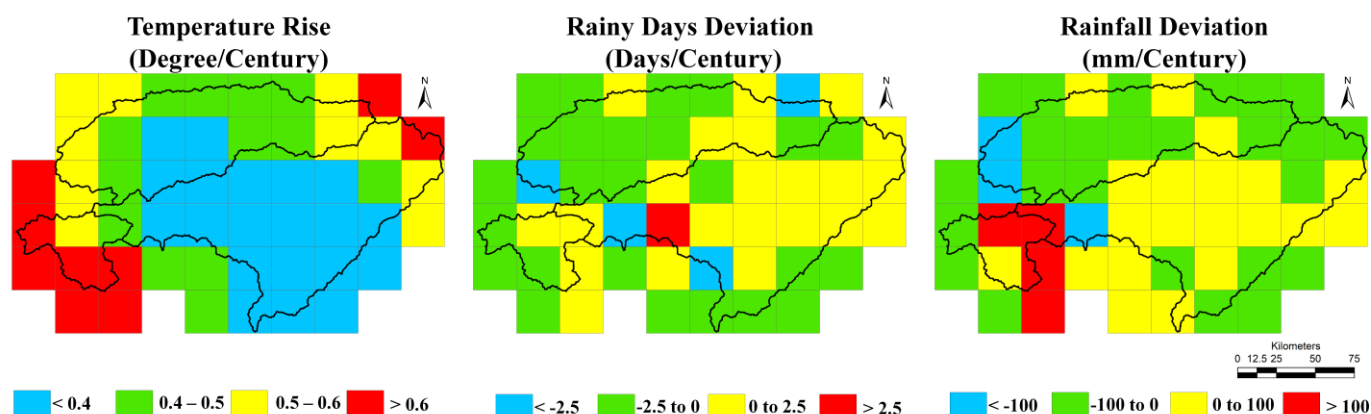 Temperature Rise
(Degree/Century)
Rainy Days Deviation
(Days/Century)
Rainfall Deviation
(mm/Century)
N
N
N
Kilometers
0 12.5 25 50 75
< 0.4 0.4 – 0.5 0.5 – 0.6 > 0.6
< -2.5 -2.5 to 0 0 to 2.5 > 2.5
< -100 -100 to 0 0 to 100 > 100